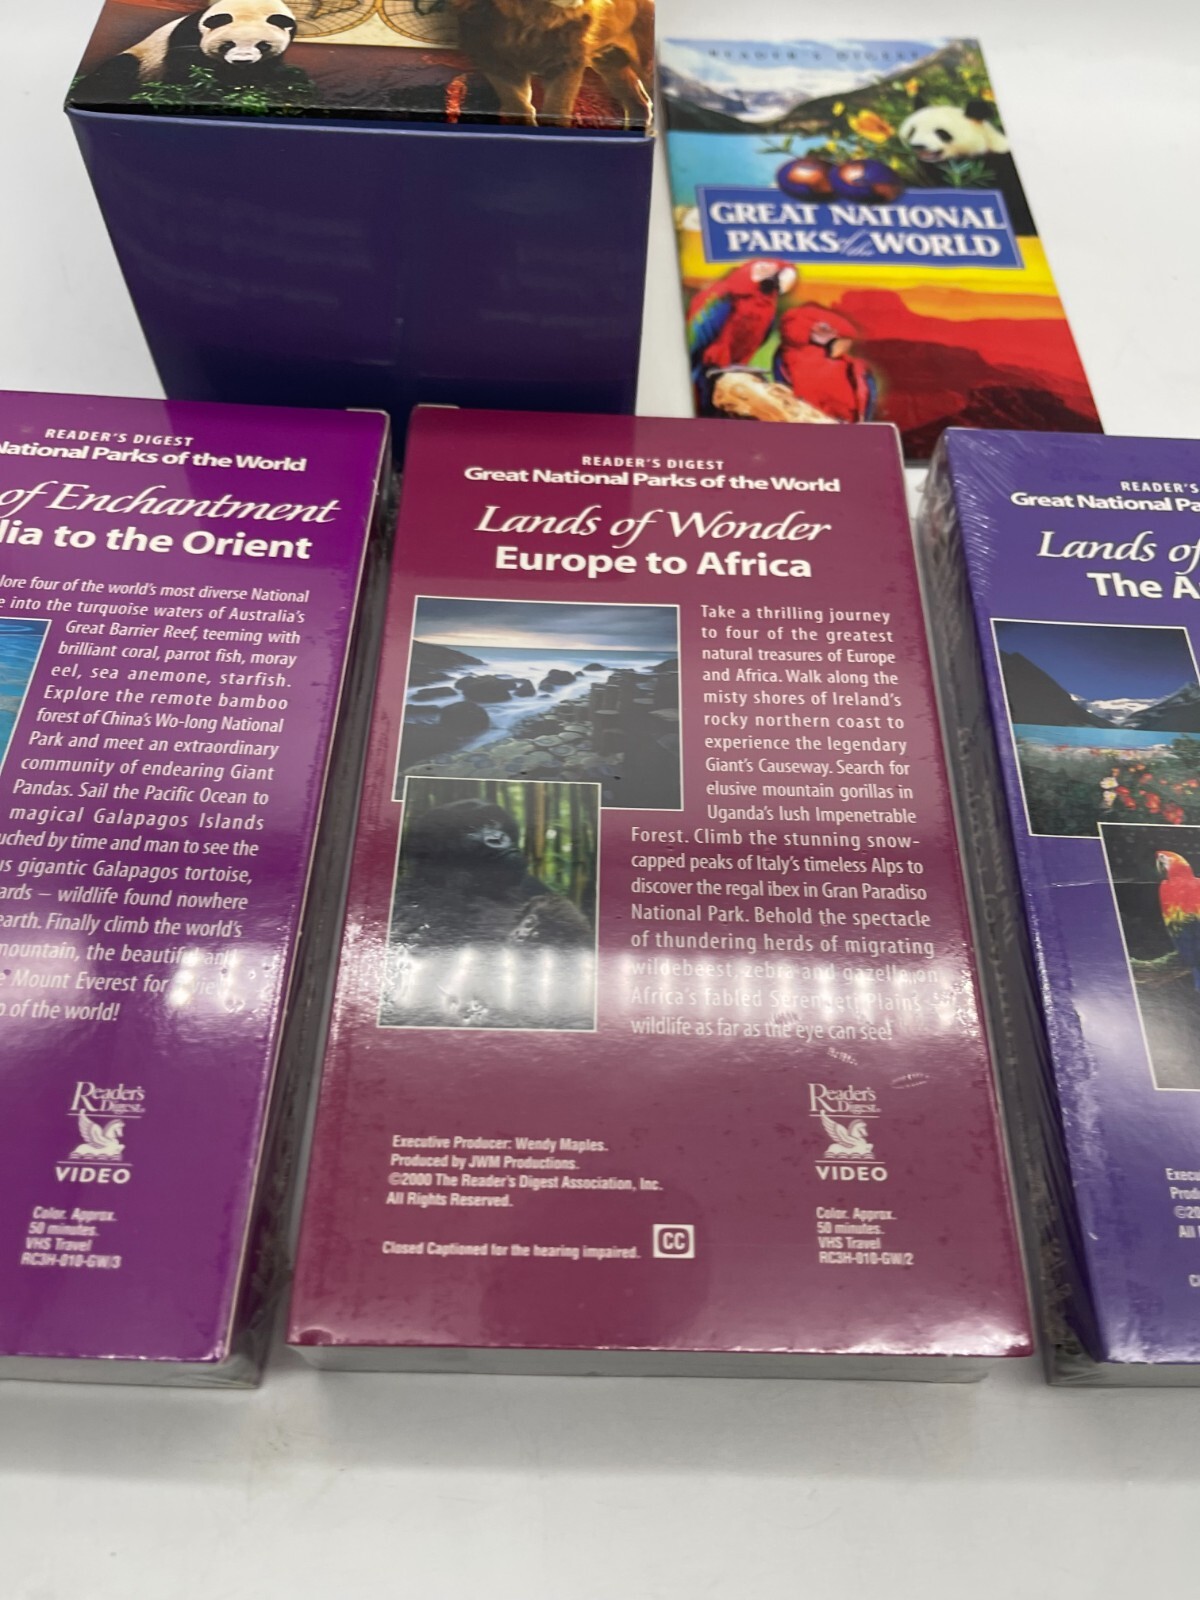 READER'S DIGEST
GREAT NATIONAL
PARKS of the WORLD
READER'S DIGEST
National Parks of the World
of Enchantment
lia to the Orient
lore four of the world's most diverse National
e into the turquoise waters of Australia's
Great Barrier Reef, teeming with
brilliant coral, parrot fish, moray
eel, sea anemone, starfish.
Explore the remote bamboo
forest of China's Wo-long National
Park and meet an extraordinary
community of endearing Giant
Pandas. Sail the Pacific Ocean to
magical Galapagos Islands
uched by time and man to see the
us gigantic Galapagos tortoise,
ards – wildlife found nowhere
earth. Finally climb the world's
mountain, the beautiful and
e Mount Everest for a view
p of the world!
Reader's
Digest
VIDEO
Color. Approx.
50 minutes.
VHS Travel
RC3H-010-GW/3
READER'S DIGEST
Great National Parks of the World
Lands of Wonder
Europe to Africa
Take a thrilling journey
to four of the greatest
natural treasures of Europe
and Africa. Walk along the
misty shores of Ireland's
rocky northern coast to
experience the legendary
Giant's Causeway. Search for
elusive mountain gorillas in
Uganda's lush Impenetrable
Forest. Climb the stunning snow-
capped peaks of Italy's timeless Alps to
discover the regal ibex in Gran Paradiso
National Park. Behold the spectacle
of thundering herds of migrating
wildebeest, zebra and gazelle on
Africa's fabled Serengeti Plains –
wildlife as far as the eye can see!
Executive Producer: Wendy Maples.
Produced by JWM Productions.
©2000 The Reader's Digest Association, Inc.
All Rights Reserved.
Closed Captioned for the hearing impaired. CC
Reader's
Digest
VIDEO
Color. Approx.
50 minutes.
VHS Travel
RC3H-010-GW/2
READER'S
Great National Pa
Lands of
The A
Execu
Prod
©20
All
C